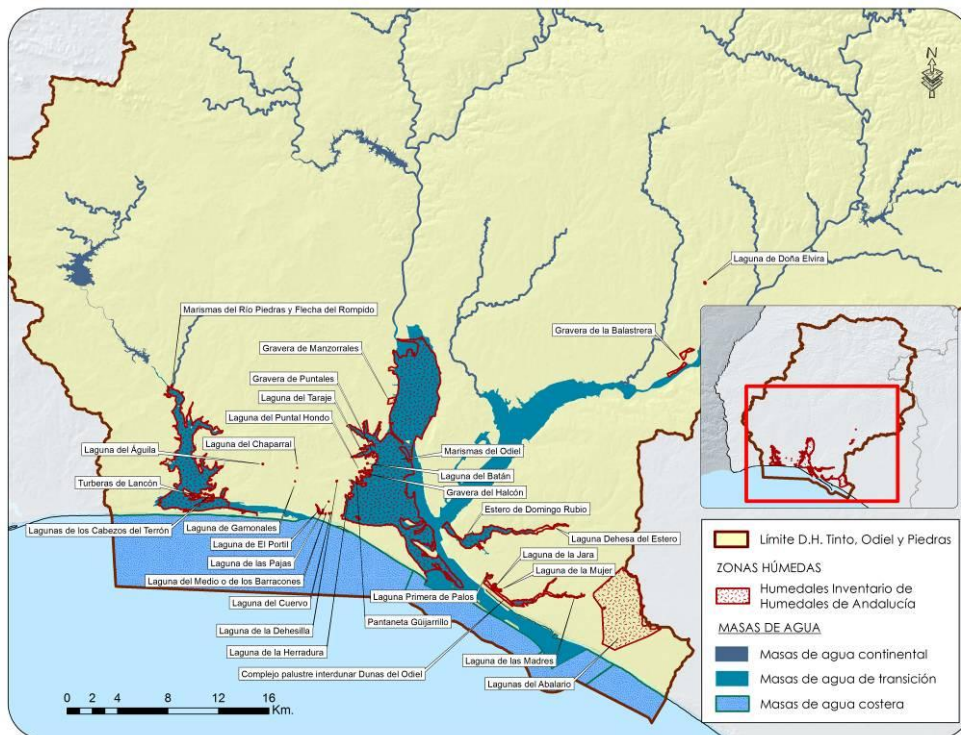 N
Laguna de Doña Elvira
Marismas del Río Piedras y Flecha del Rompido
Gravera de la Balastrera
Gravera de Manzorrales
Gravera de Puntales
Laguna del Taraje
Laguna del Puntal Hondo
Laguna del Chaparral
Laguna del Águila
Marismas del Odiel
Laguna del Batán
Turberas de Lancón
Gravera del Halcón
Estero de Domingo Rubio
Lagunas de los Cabezos del Terrón
Laguna de Gamonales
Laguna Dehesa del Estero
Laguna de El Portil
Laguna de la Jara
Laguna de las Pajas
Laguna de la Mujer
Laguna del Medio o de los Barracones
Laguna Primera de Palos
Laguna del Cuervo
Pantaneta Güijarrillo
Laguna de la Dehesilla
Laguna de la Herradura
Laguna de las Madres
Complejo palustre interdunar Dunas del Odiel
Lagunas del Abalario
0 2 4 8 12 16
Km.
Límite D.H. Tinto, Odiel y Piedras
ZONAS HÚMEDAS
Humedales Inventario de
Humedales de Andalucía
MASAS DE AGUA
Masas de agua continental
Masas de agua de transición
Masas de agua costera